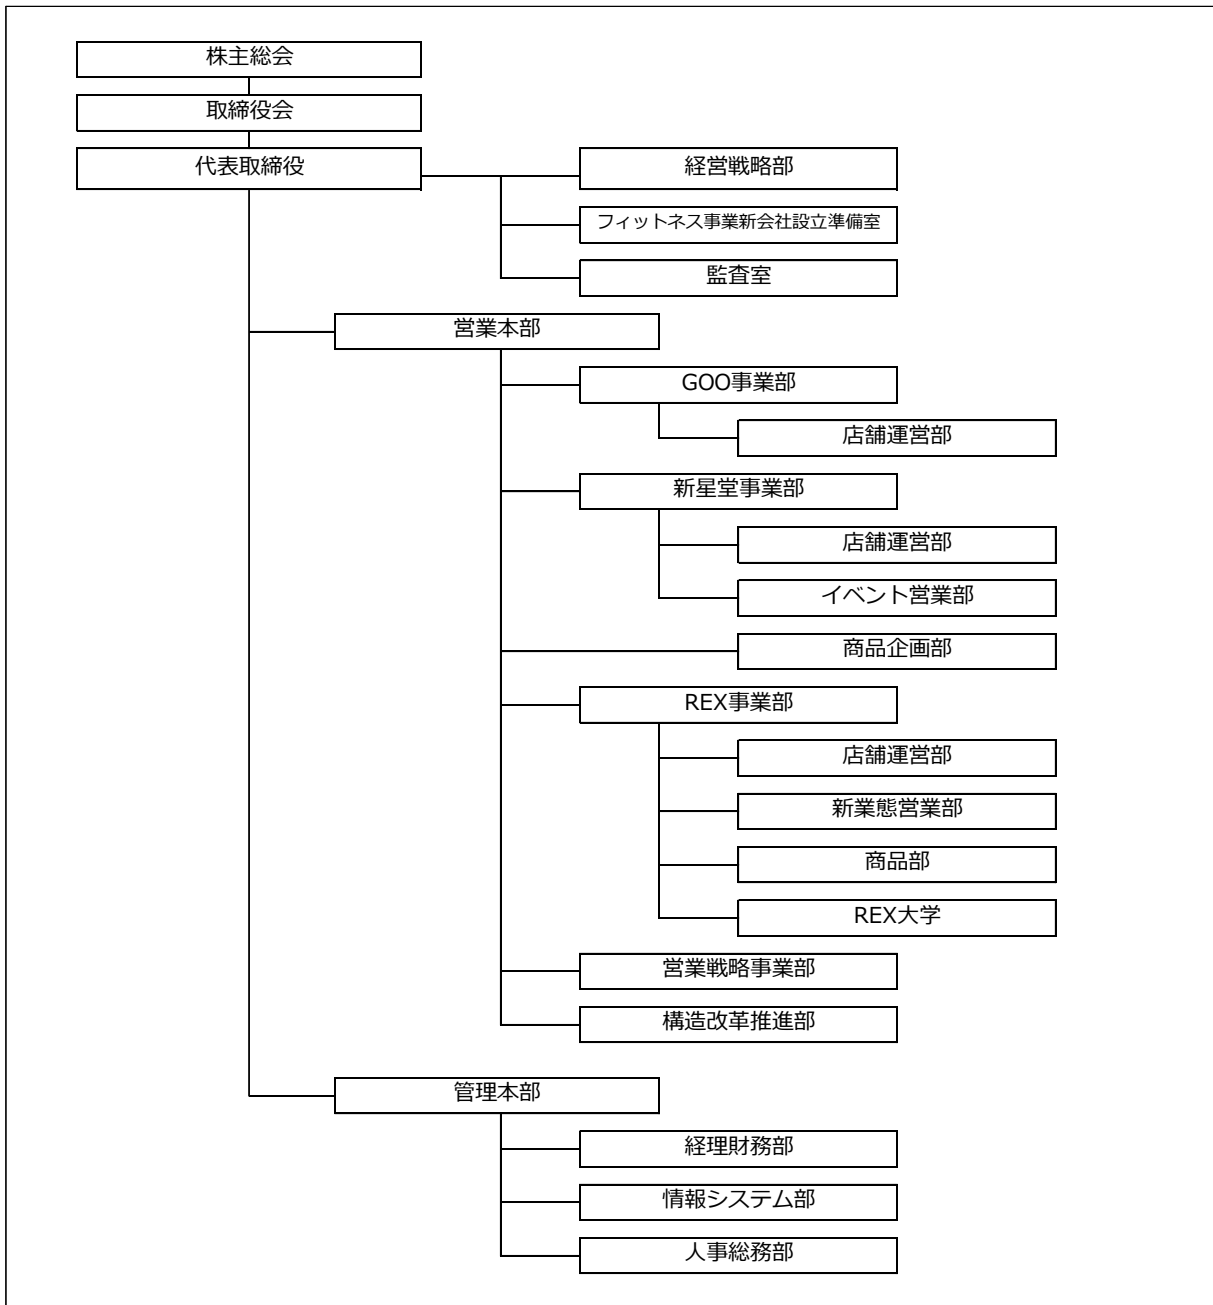 株主総会
取締役会
代表取締役
経営戦略部
フィットネス事業新会社設立準備室
監査室
営業本部
GOO事業部
店舗運営部
新星堂事業部
店舗運営部
イベント営業部
商品企画部
REX事業部
店舗運営部
新業態営業部
商品部
REX大学
営業戦略事業部
構造改革推進部
管理本部
経理財務部
情報システム部
人事総務部